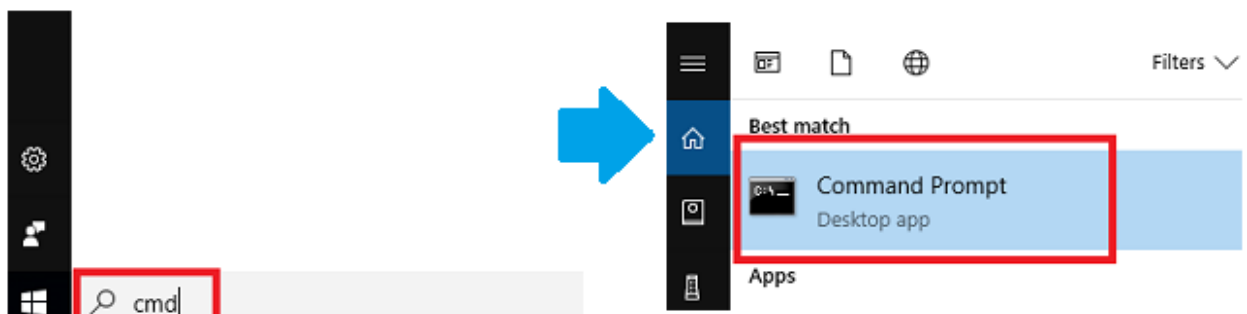 cmd
Filters
Best match
C:\_
Command Prompt
Desktop app
Apps